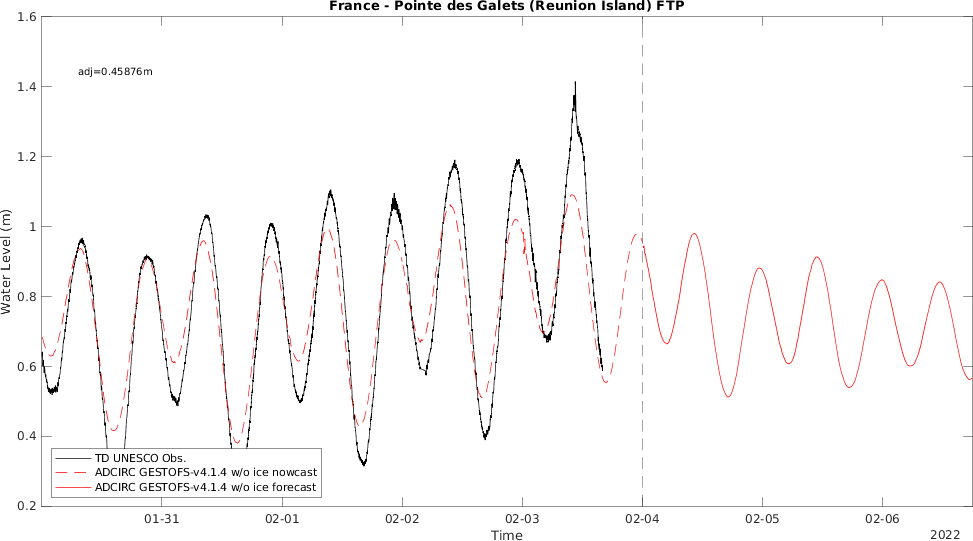 France - Pointe des Galets (Reunion Island) FTP
1.6
1.4
1.2
1
0.8
0.6
0.4
0.2
Water Level (m)
adj=0.45876m
TD UNESCO Obs.
ADCIRC GESTOFS-v4.1.4 w/o ice nowcast
ADCIRC GESTOFS-v4.1.4 w/o ice forecast
01-31
02-01
02-02
02-03
02-04
02-05
02-06
Time
2022